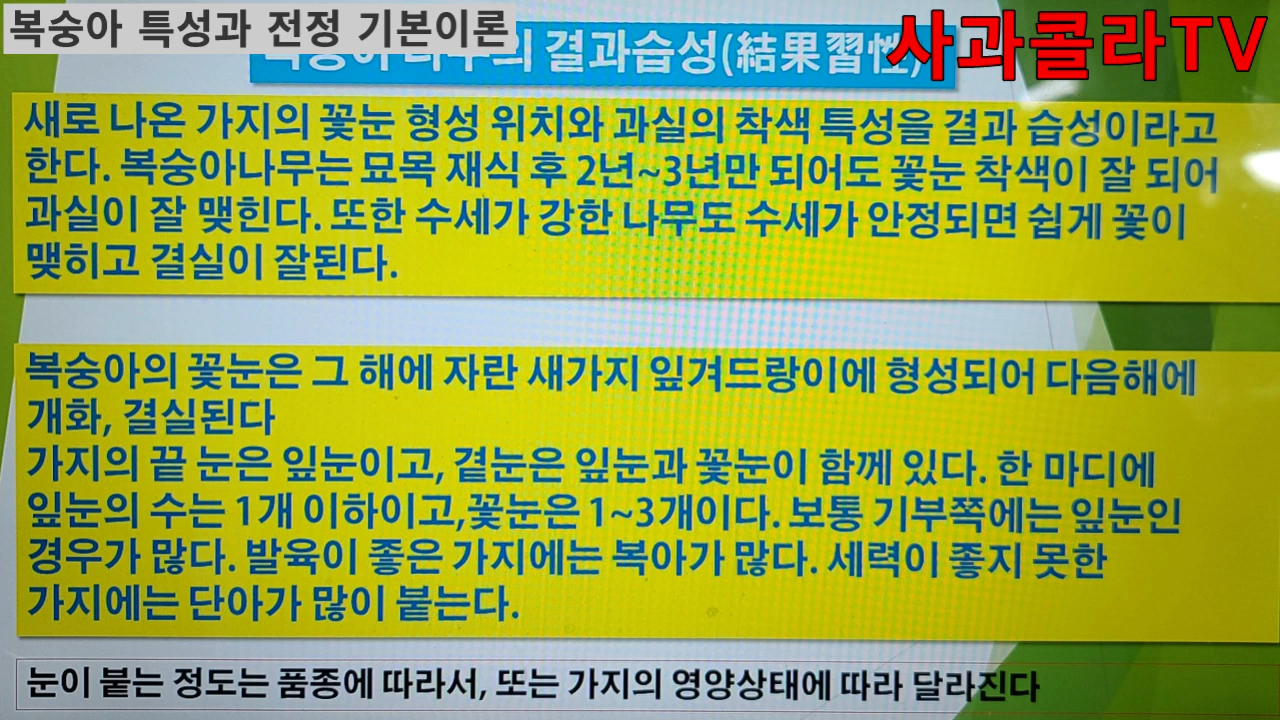 복숭아 특성과 전정 기본이론
사과콜라TV
결과습성(結果習性)
새로 나온 가지의 꽃눈 형성 위치와 과실의 착색 특성을 결과 습성이라고
한다. 복숭아나무는 묘목 재식 후 2년~3년만 되어도 꽃눈 착색이 잘 되어
과실이 잘 맺힌다. 또한 수세가 강한 나무도 수세가 안정되면 쉽게 꽃이
맺히고 결실이 잘된다.
복숭아의 꽃눈은 그 해에 자란 새가지 잎겨드랑이에 형성되어 다음해에
개화, 결실된다
가지의 끝 눈은 잎눈이고, 곁눈은 잎눈과 꽃눈이 함께 있다. 한 마디에
잎눈의 수는 1개 이하이고,꽃눈은 1~3개이다. 보통 기부쪽에는 잎눈인
경우가 많다. 발육이 좋은 가지에는 복아가 많다. 세력이 좋지 못한
가지에는 단아가 많이 붙는다.
눈이 붙는 정도는 품종에 따라서, 또는 가지의 영양상태에 따라 달라진다